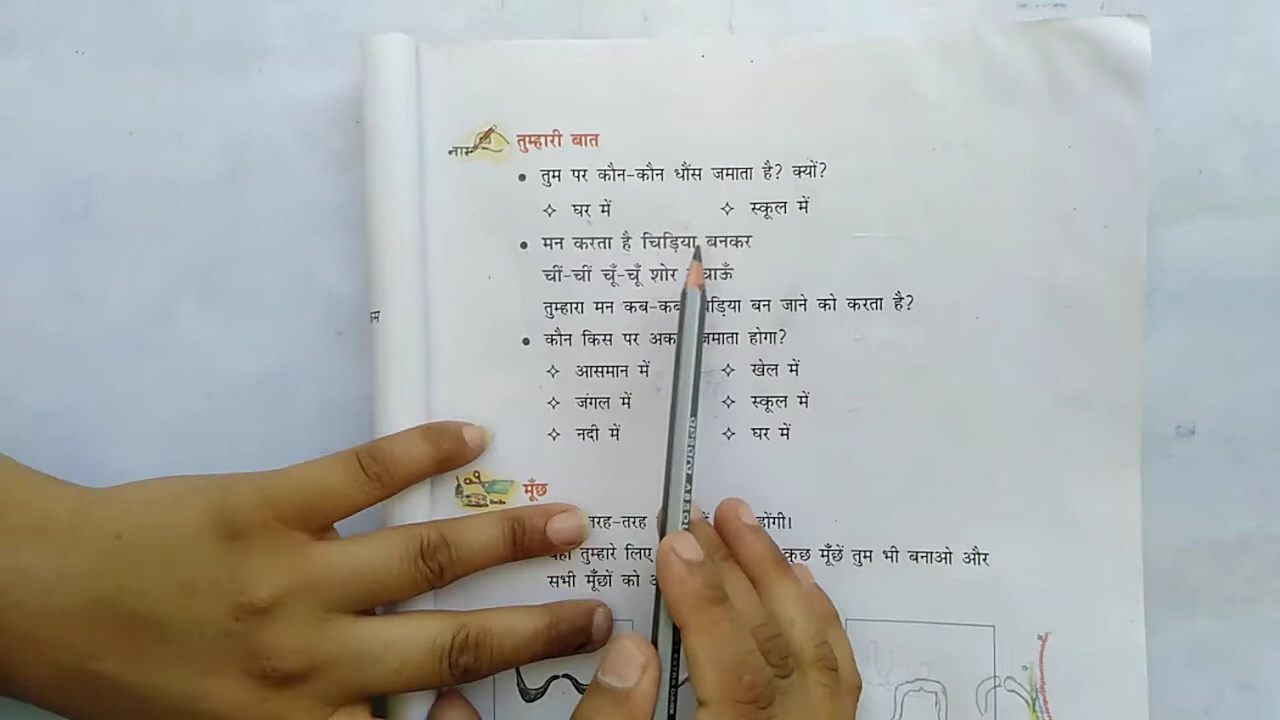 तुम्हारी बात
• तुम पर कौन-कौन धौंस जमाता है? क्यों?
✧ घर में ✧ स्कूल में
• मन करता है चिड़िया बनकर
चीं-चीं चूँ-चूँ शोर
तुम्हारा मन कब-कब बन जाने को करता है?
• कौन किस पर जमाता होगा?
✧ आसमान में ✧ खेल में
✧ जंगल में ✧ स्कूल में
✧ नदी में ✧ घर में
मूँछ
तरह-तरह होंगी।
तुम्हारे लिए कुछ मूँछें तुम भी बनाओ और
सभी मूँछों को